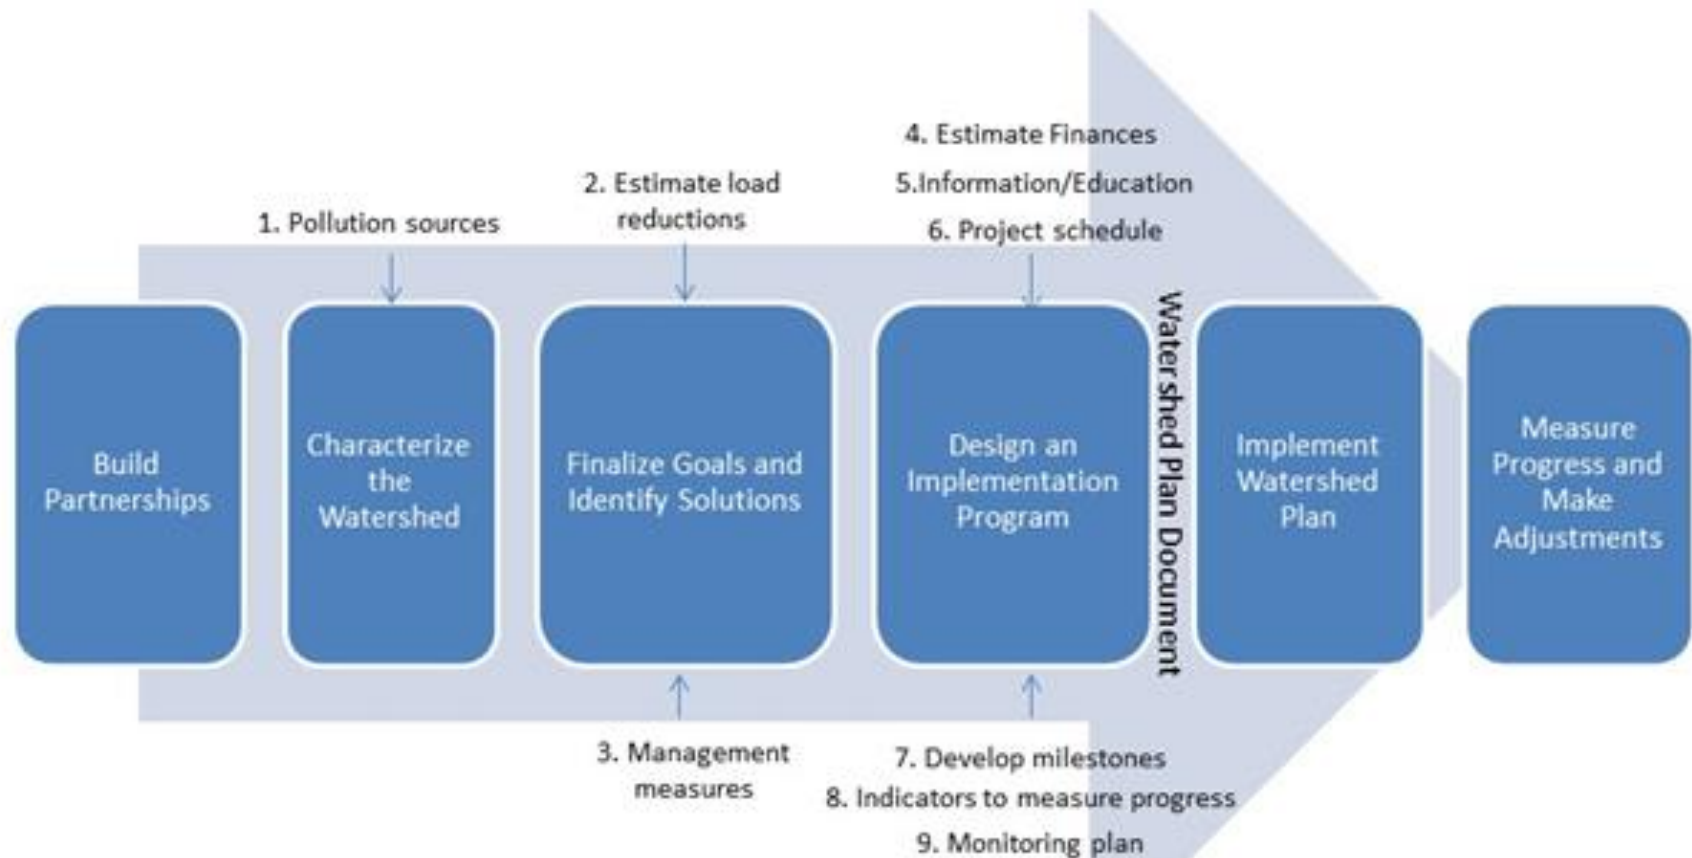 4. Estimate Finances
2. Estimate load
reductions
5.Information/Education
1. Pollution sources
6. Project schedule
Build
Partnerships
Characterize
the
Watershed
Finalize Goals and
Identify Solutions
Design an
Implementation
Program
Watershed Plan Document
Implement
Watershed
Plan
Measure
Progress and
Make
Adjustments
3. Management
measures
7. Develop milestones
8. Indicators to measure progress
9. Monitoring plan